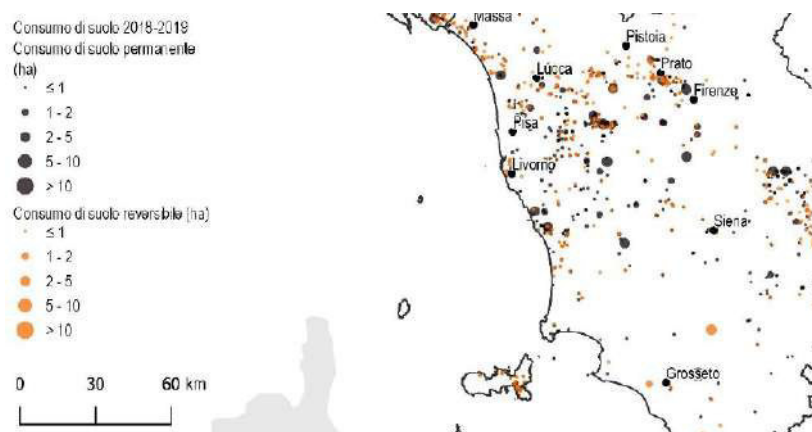 Consumo di suolo 2018-2019
Consumo di suolo permanente
(ha)
≤ 1
1 - 2
2 - 5
5 - 10
> 10
Consumo di suolo reversibile (ha)
≤ 1
1 - 2
2 - 5
5 - 10
> 10
0 30 60 km
Massa
Pistoia
Lúcca
Prato
Firenze
Pisa
Livorno
Siena
Grosseto